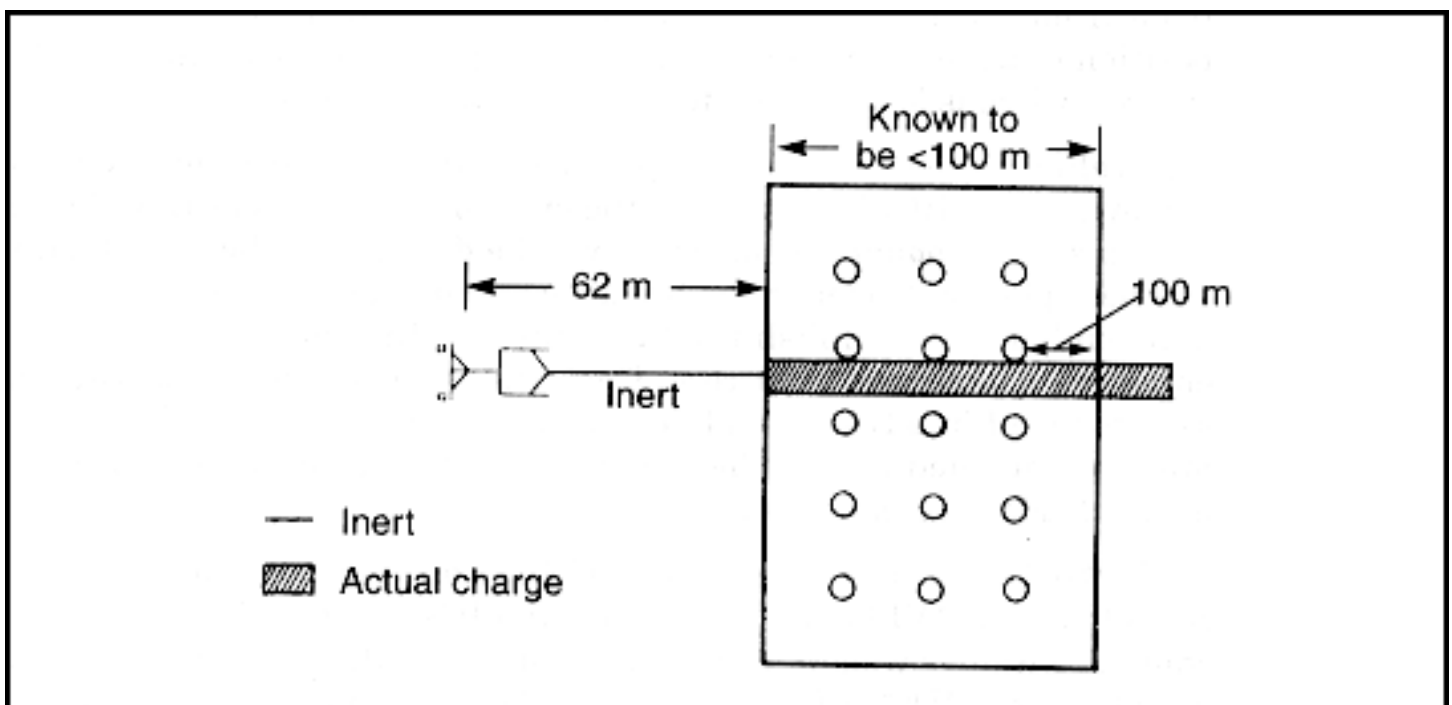 Known to
be <100 m
62 m
100 m
Inert
Inert
Actual charge